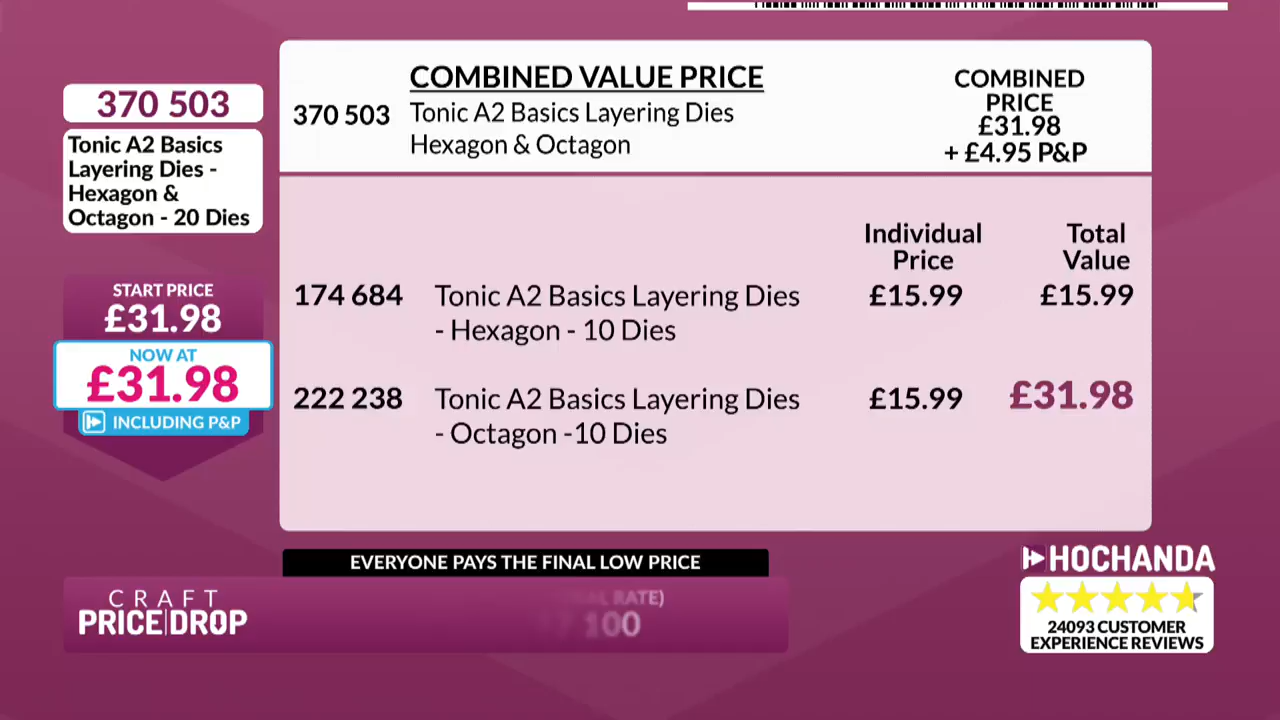 370 503
Tonic A2 Basics
Layering Dies -
Hexagon &
Octagon - 20 Dies
START PRICE
£31.98
NOW AT
£31.98
INCLUDING P&P
COMBINED VALUE PRICE
370 503 Tonic A2 Basics Layering Dies
Hexagon & Octagon
COMBINED
PRICE
£31.98
+ £4.95 P&P
Individual Total
Price Value
174 684 Tonic A2 Basics Layering Dies £15.99 £15.99
- Hexagon - 10 Dies
222 238 Tonic A2 Basics Layering Dies £15.99 £31.98
- Octagon -10 Dies
EVERYONE PAYS THE FINAL LOW PRICE
CRAFT
PRICE|DROP
RATE)
100
HOCHANDA
24093 CUSTOMER
EXPERIENCE REVIEWS